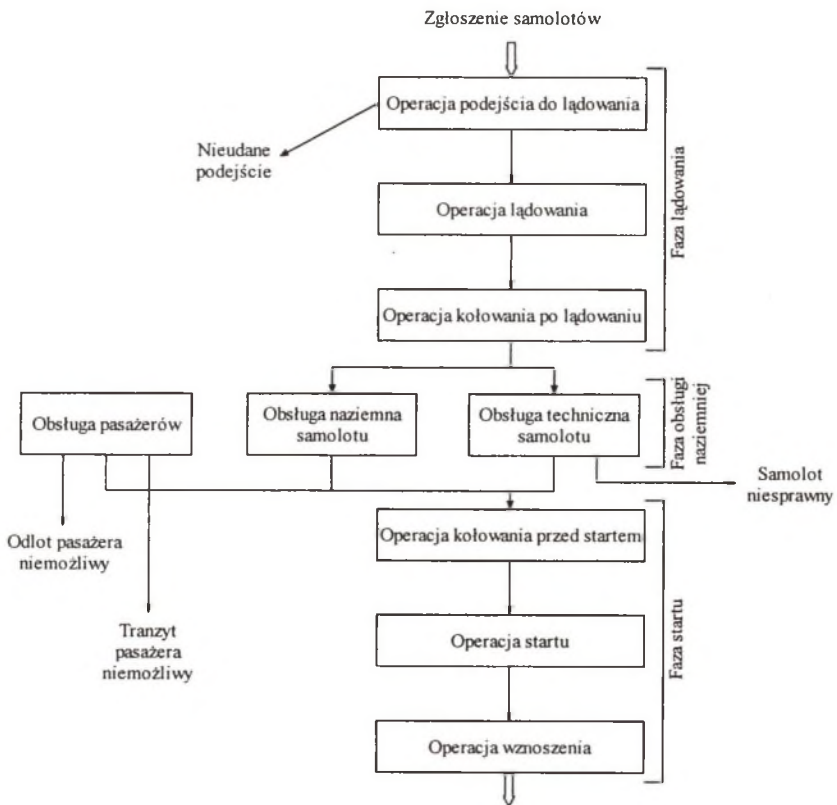 Zgłoszenie samolotów
Operacja podejścia do lądowania
Nieudane
podejście
Operacja lądowania
Operacja kołowania po lądowaniu
Faza lądowania
Obsługa pasażerów
Obsługa naziemna
samolotu
Obsługa techniczna
samolotu
Faza obsługi
naziemnej
Samolot
niesprawny
Odlot pasażera
niemożliwy
Tranzyt
pasażera
niemożliwy
Operacja kołowania przed startem
Operacja startu
Operacja wznoszenia
Faza startu